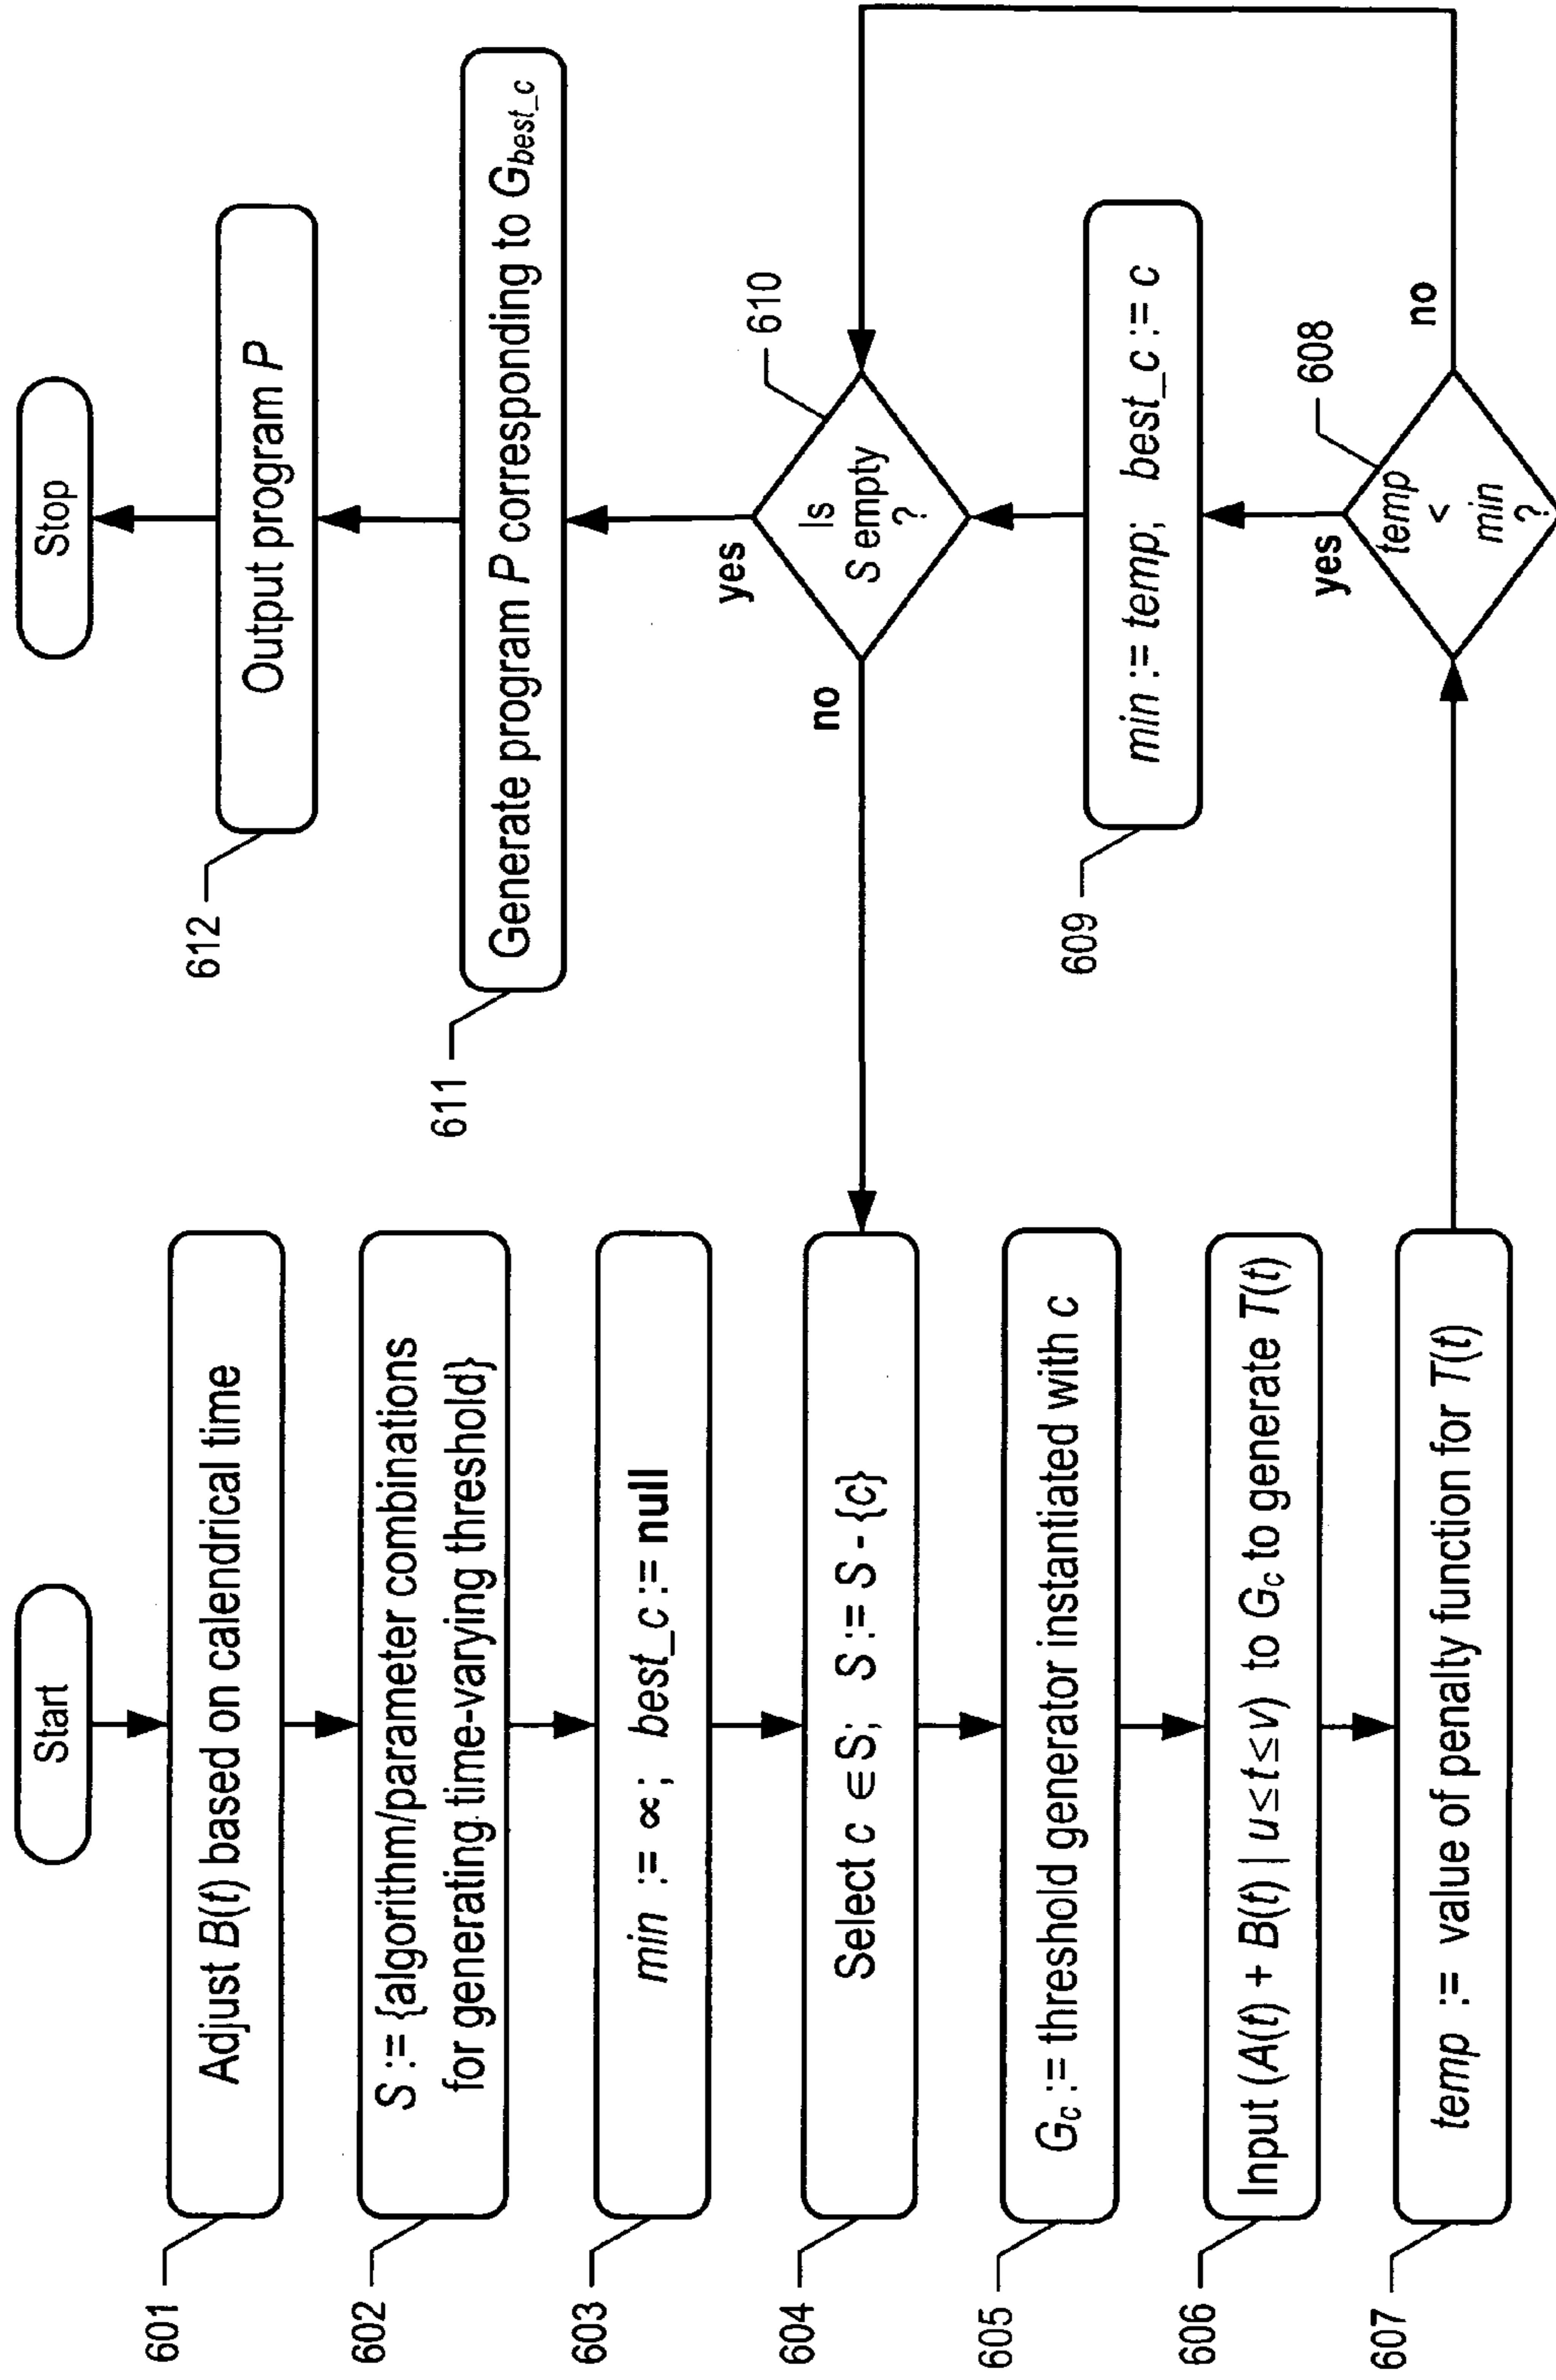 Start
601
Adjust B(t) based on calendrical time
602
S := {algorithm/parameter combinations
for generating time-varying threshold}
603
min := ∝; best_c := null
604
Select c ∈ S; S := S - {c}
605
Gc := threshold generator instantiated with c
606
Input (A(t) + B(t) | u≤t≤v) to Gc to generate T(t)
607
temp := value of penalty function for T(t)
Stop
612
Output program P
611
Generate program P corresponding to Gbest_c
yes
610
Is
S empty
?
no
609
min := temp; best_c := c
yes
608
temp
<
min
?
no